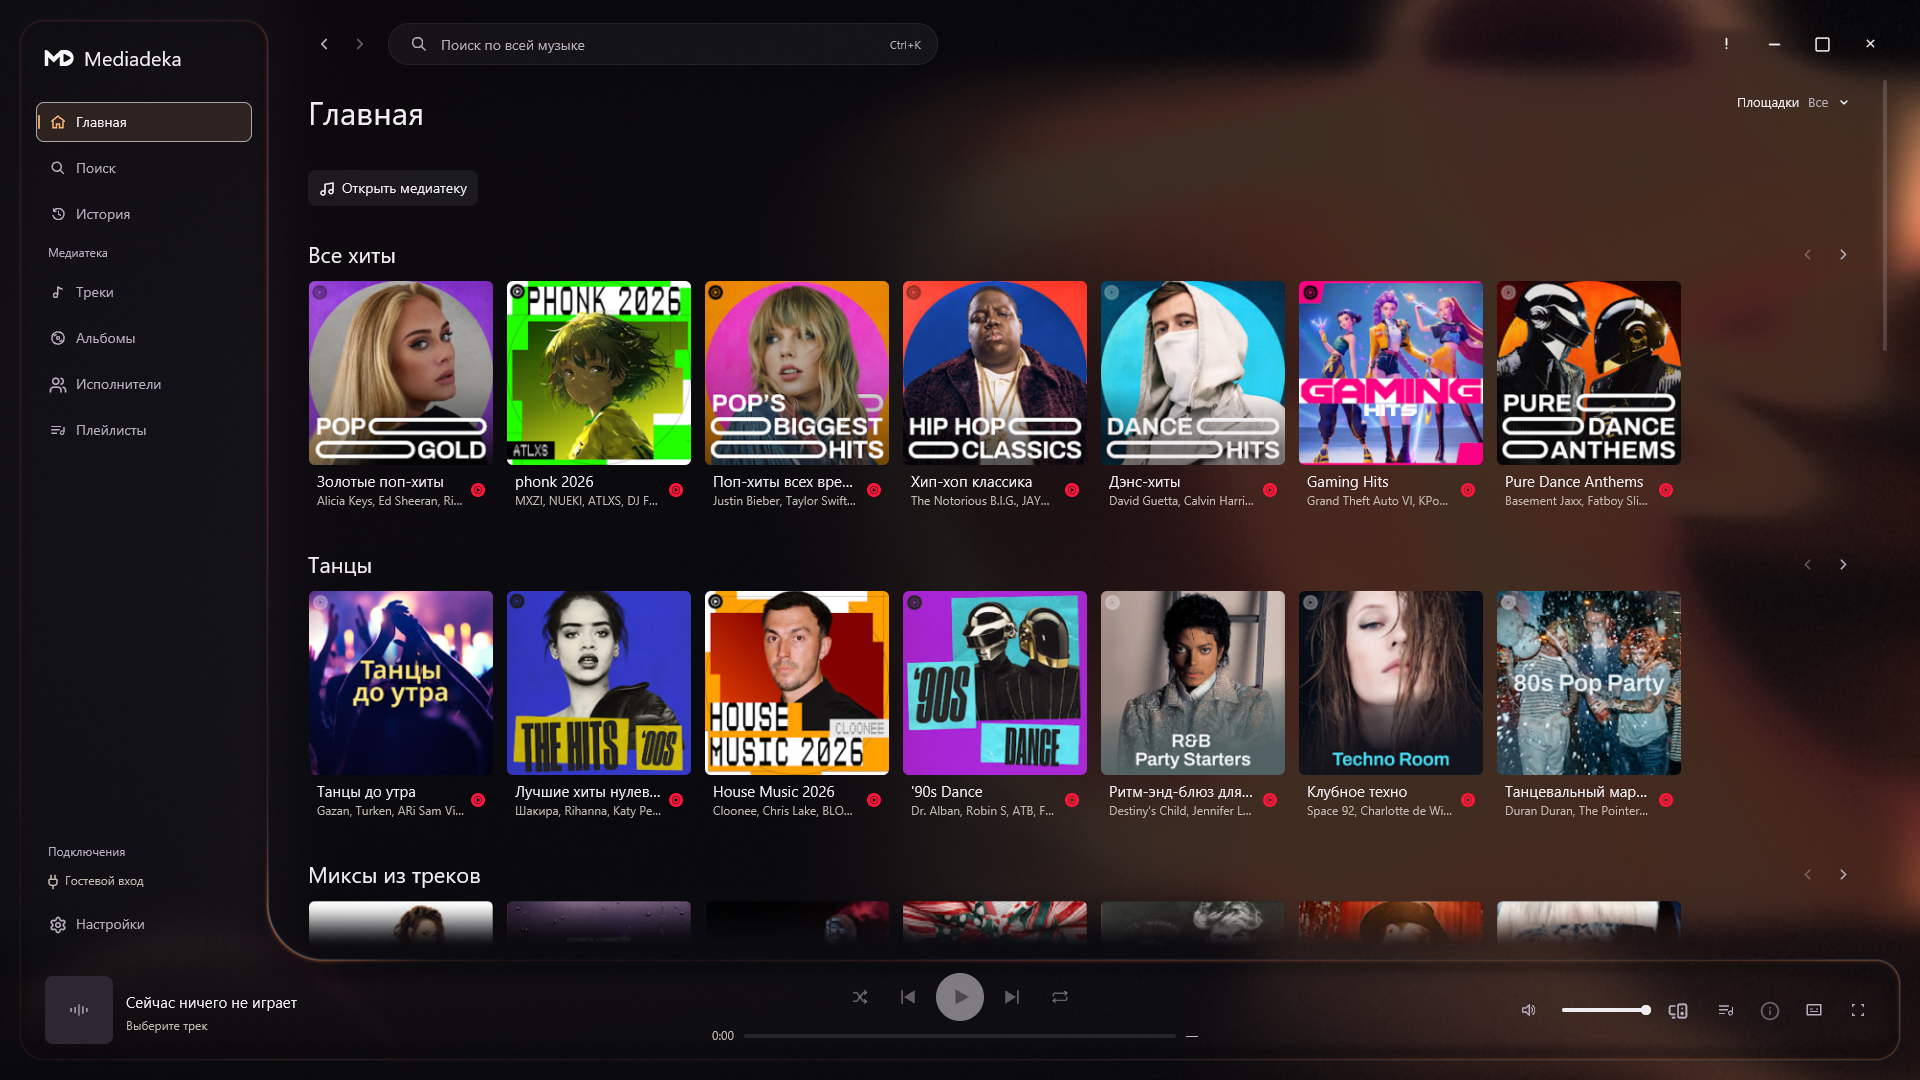 MD Mediadeka
Поиск по всей музыке
Ctrl+K
Главная
Поиск
История
Медиатека
Треки
Альбомы
Исполнители
Плейлисты
Подключения
Гостевой вход
Настройки
Главная
Площадки Все
Открыть медиатеку
Все хиты
POP
GOLD
PHONK 2026
ATLXS
POP'S
BIGGEST
HITS
HIP HOP
CLASSICS
DANCE
HITS
GAMING
HITS
PURE
DANCE
ANTHEMS
Золотые поп-хиты
Alicia Keys, Ed Sheeran, Ri...
phonk 2026
MXZI, NUEKI, ATLXS, DJ F...
Поп-хиты всех вре...
Justin Bieber, Taylor Swift...
Хип-хоп классика
The Notorious B.I.G., JAY...
Дэнс-хиты
David Guetta, Calvin Harri...
Gaming Hits
Grand Theft Auto VI, KPo...
Pure Dance Anthems
Basement Jaxx, Fatboy Sli...
Танцы
Танцы
до утра
THE HITS '00S
HOUSE
CLOONEE
MUSIC 2026
'90S
DANCE
R&B
Party Starters
Techno Room
80s Pop Party
Танцы до утра
Gazan, Turken, ARi Sam Vi...
Лучшие хиты нулев...
Шакира, Rihanna, Katy Pe...
House Music 2026
Cloonee, Chris Lake, BLO...
'90s Dance
Dr. Alban, Robin S, ATB, F...
Ритм-энд-блюз для...
Destiny's Child, Jennifer L...
Клубное техно
Space 92, Charlotte de Wi...
Танцевальный мар...
Duran Duran, The Pointer...
Миксы из треков
Сейчас ничего не играет
Выберите трек
0:00
—